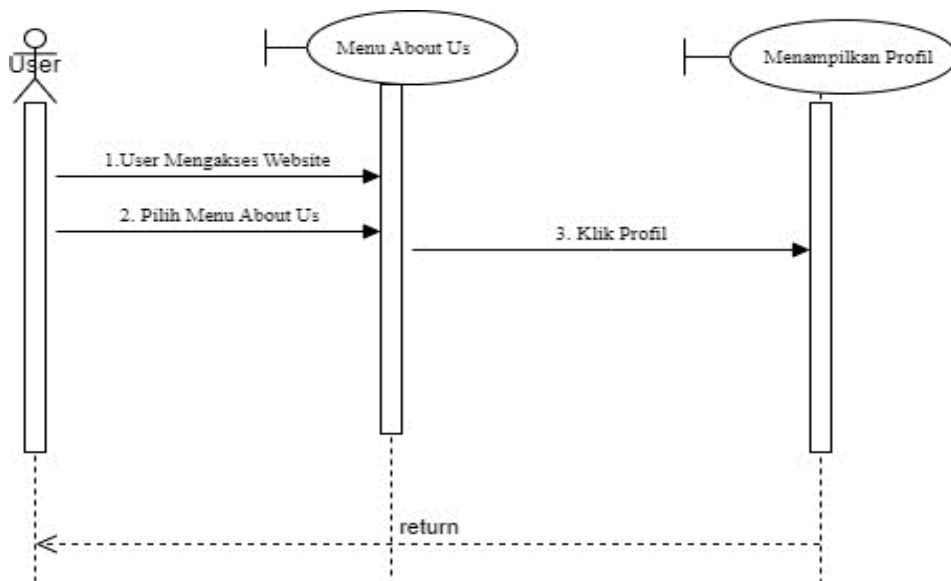 User
Menu About Us
Menampilkan Profil
1.User Mengakses Website
2. Pilih Menu About Us
3. Klik Profil
return